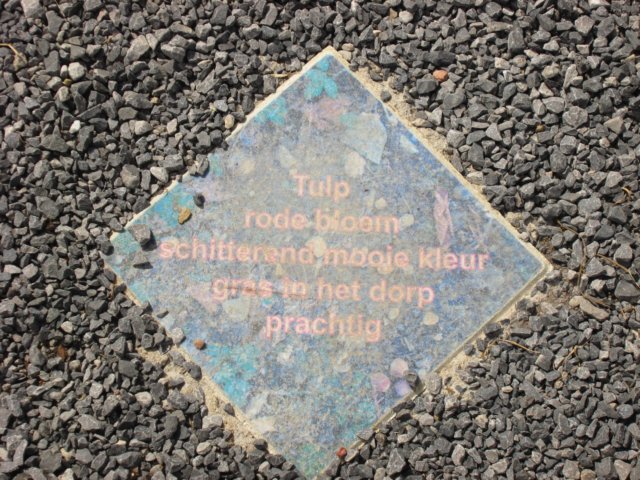 Tulp
rode bloem
schitterend mooie kleur
gras in het dorp
prachtig